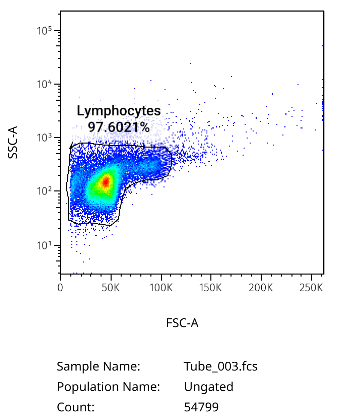 10⁵
10⁴
Lymphocytes
97.6021%
10³
SSC-A
10²
10¹
0 50K 100K 150K 200K 250K
FSC-A
Sample Name: Tube_003.fcs
Population Name: Ungated
Count: 54799